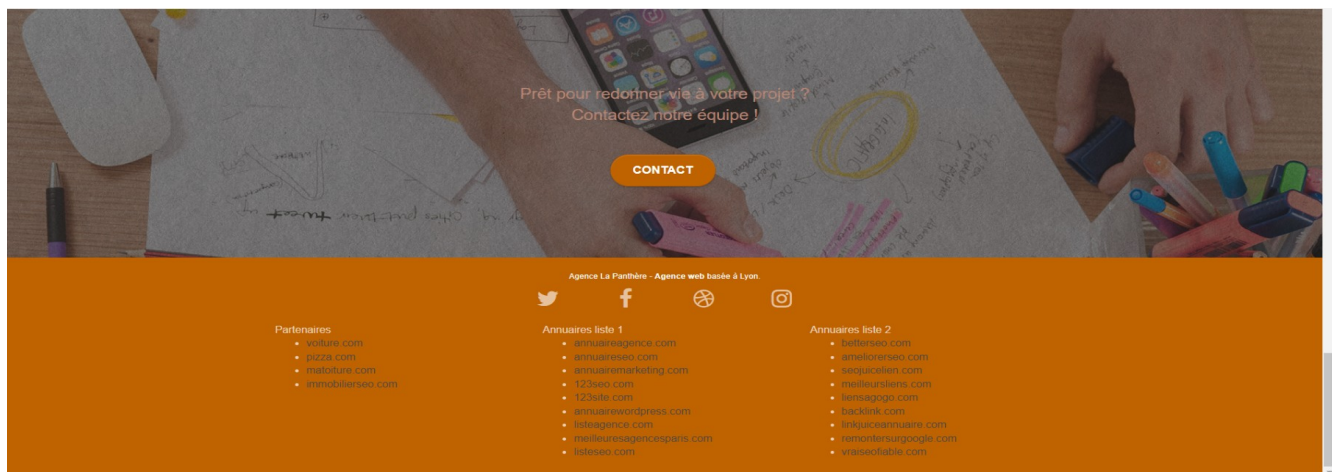 Prêt pour redonner vie à votre projet ?
Contactez notre équipe !
CONTACT
Agence La Panthère - Agence web basée à Lyon.
Partenaires
voiture.com
pizza.com
matoiture.com
immobilierseo.com
Annuaires liste 1
annuaireagence.com
annuaireseo.com
annuairemarketing.com
123seo.com
123site.com
annuairewordpress.com
listeagence.com
meilleuresagencesparis.com
listeseo.com
Annuaires liste 2
betterseo.com
ameliorerseo.com
seojuicelien.com
meilleursliens.com
liensagogo.com
backlink.com
linkjuiceannuaire.com
remontersurgoogle.com
vraiseofiable.com